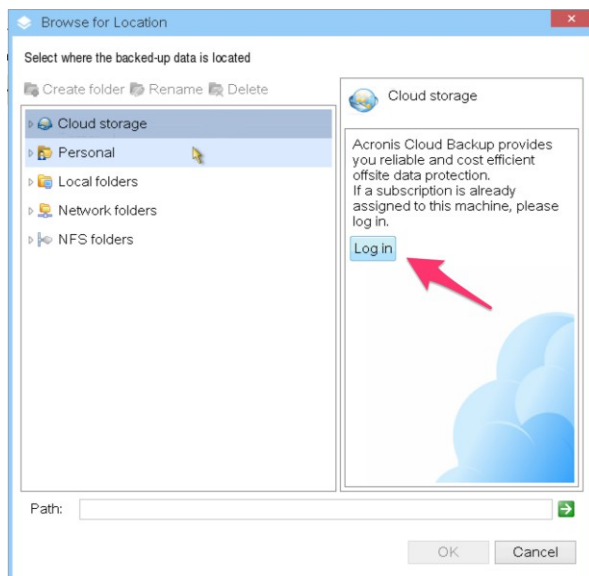 Browse for Location
Select where the backed-up data is located
Create folder Rename Delete
Cloud storage
Personal
Local folders
Network folders
NFS folders
Cloud storage
Acronis Cloud Backup provides
you reliable and cost efficient
offsite data protection.
If a subscription is already
assigned to this machine, please
log in.
Log in
Path:
OK Cancel